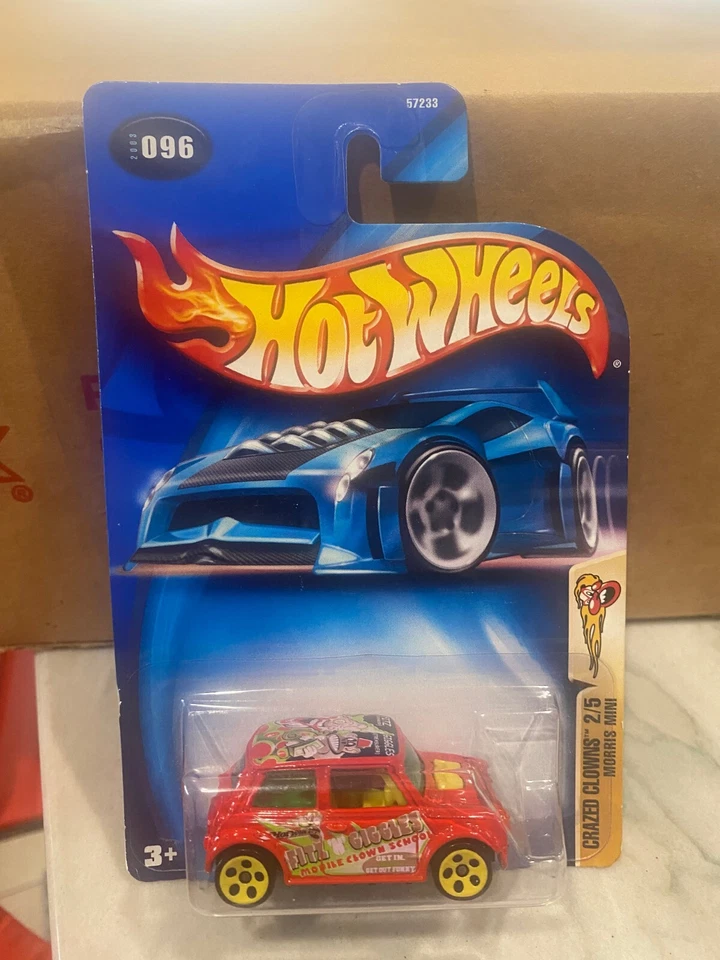 57233
2003
096
HOT WHEELS
®
®
CRAZED CLOWNS™ 2/5
MORRIS MINI
3+
FITZ 'N' GIGGLES
MOBILE CLOWN SCHOOL
GET IN..
GET OUT FUNNY.